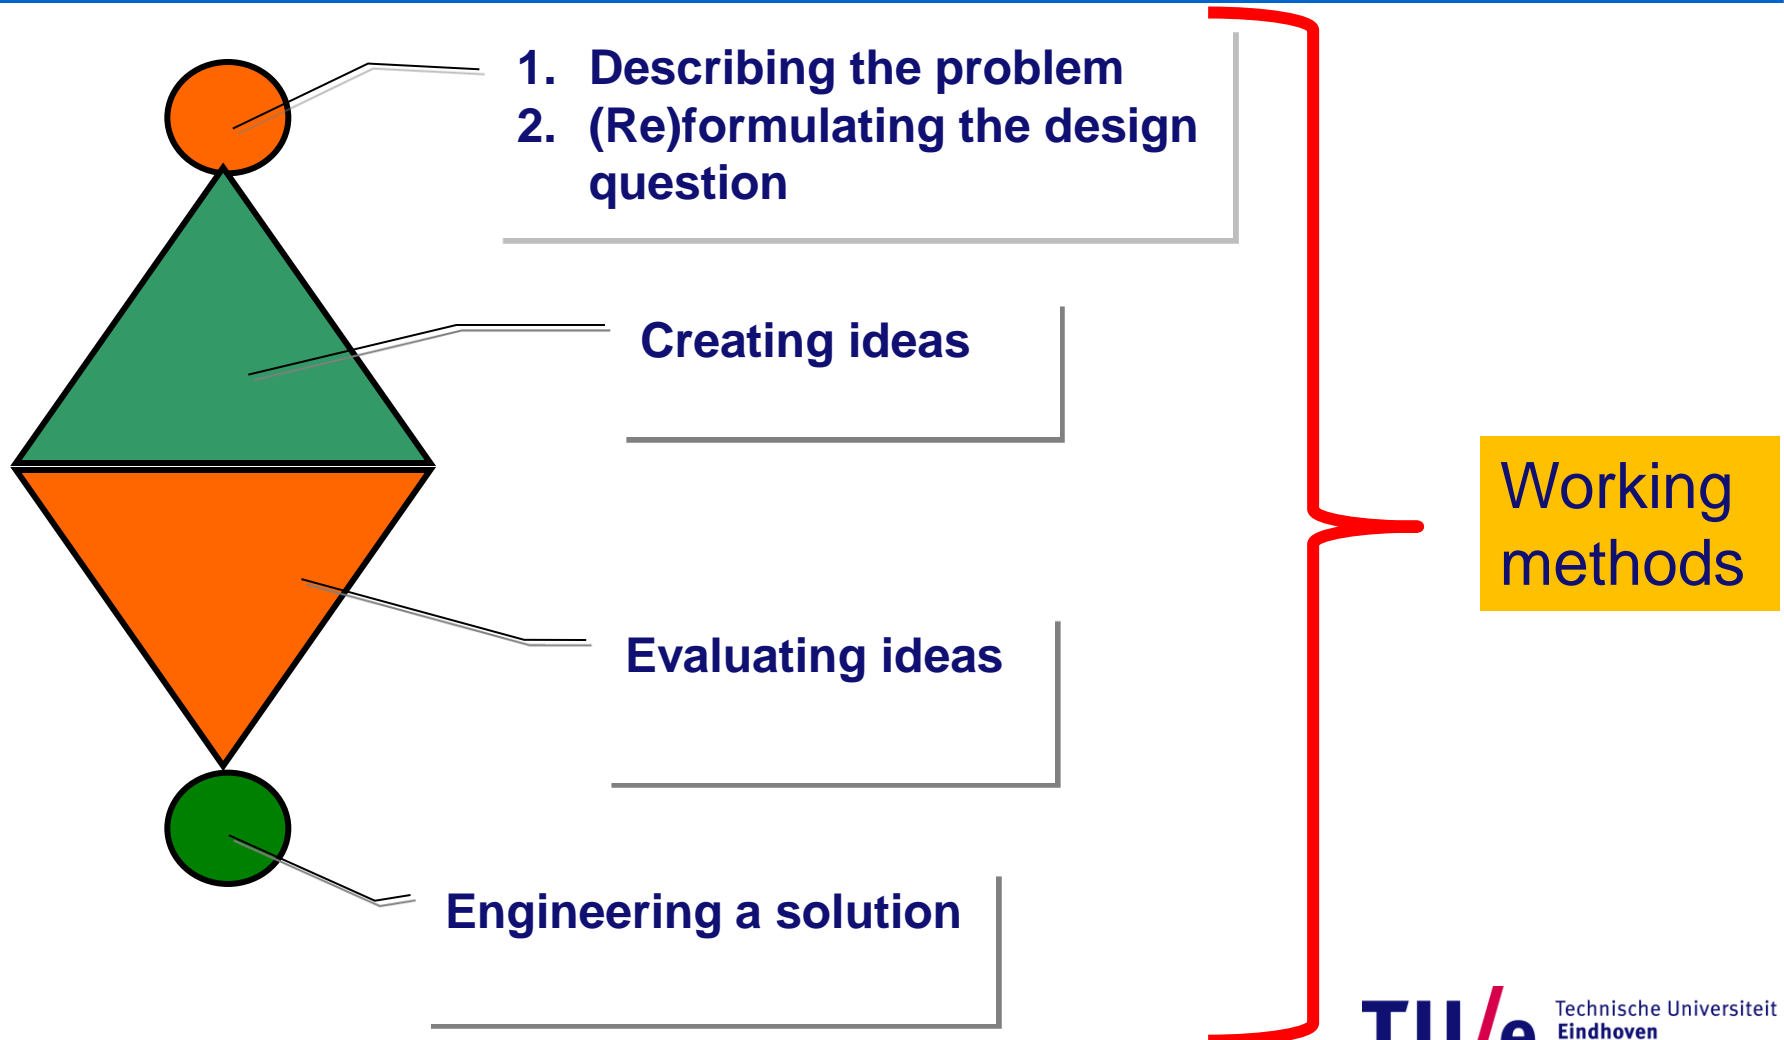 1. Describing the problem
2. (Re)formulating the design
question
Creating ideas
Working
methods
Evaluating ideas
Engineering a solution
TU/e
Technische Universiteit
Eindhoven